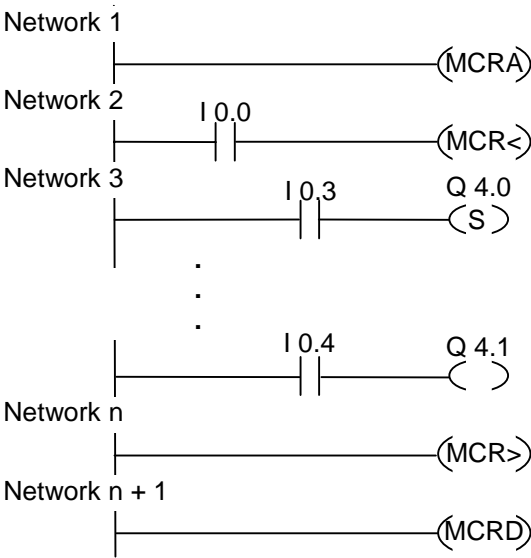 Network 1
(MCRA)
Network 2
I 0.0
(MCR<)
Network 3
I 0.3 Q 4.0
(S)
.
.
.
I 0.4 Q 4.1
( )
Network n
(MCR>)
Network n + 1
(MCRD)